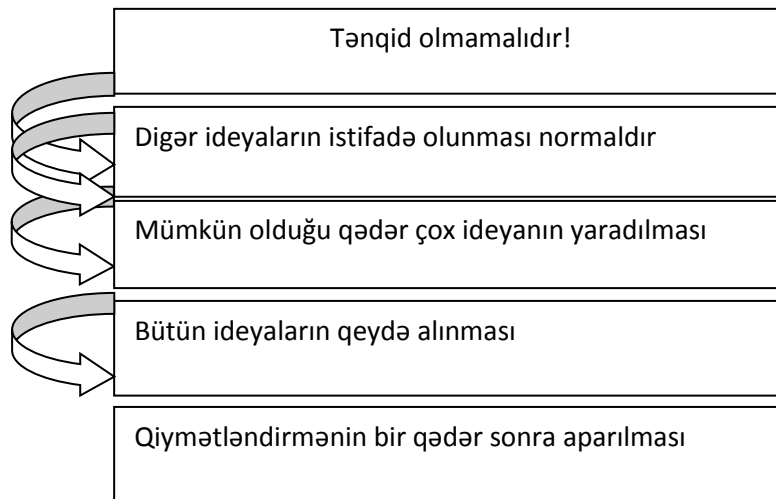 Tənqid olmamalıdır!
Digər ideyaların istifadə olunması normaldır
Mümkün olduğu qədər çox ideyanın yaradılması
Bütün ideyaların qeydə alınması
Qiymətləndirmənin bir qədər sonra aparılması